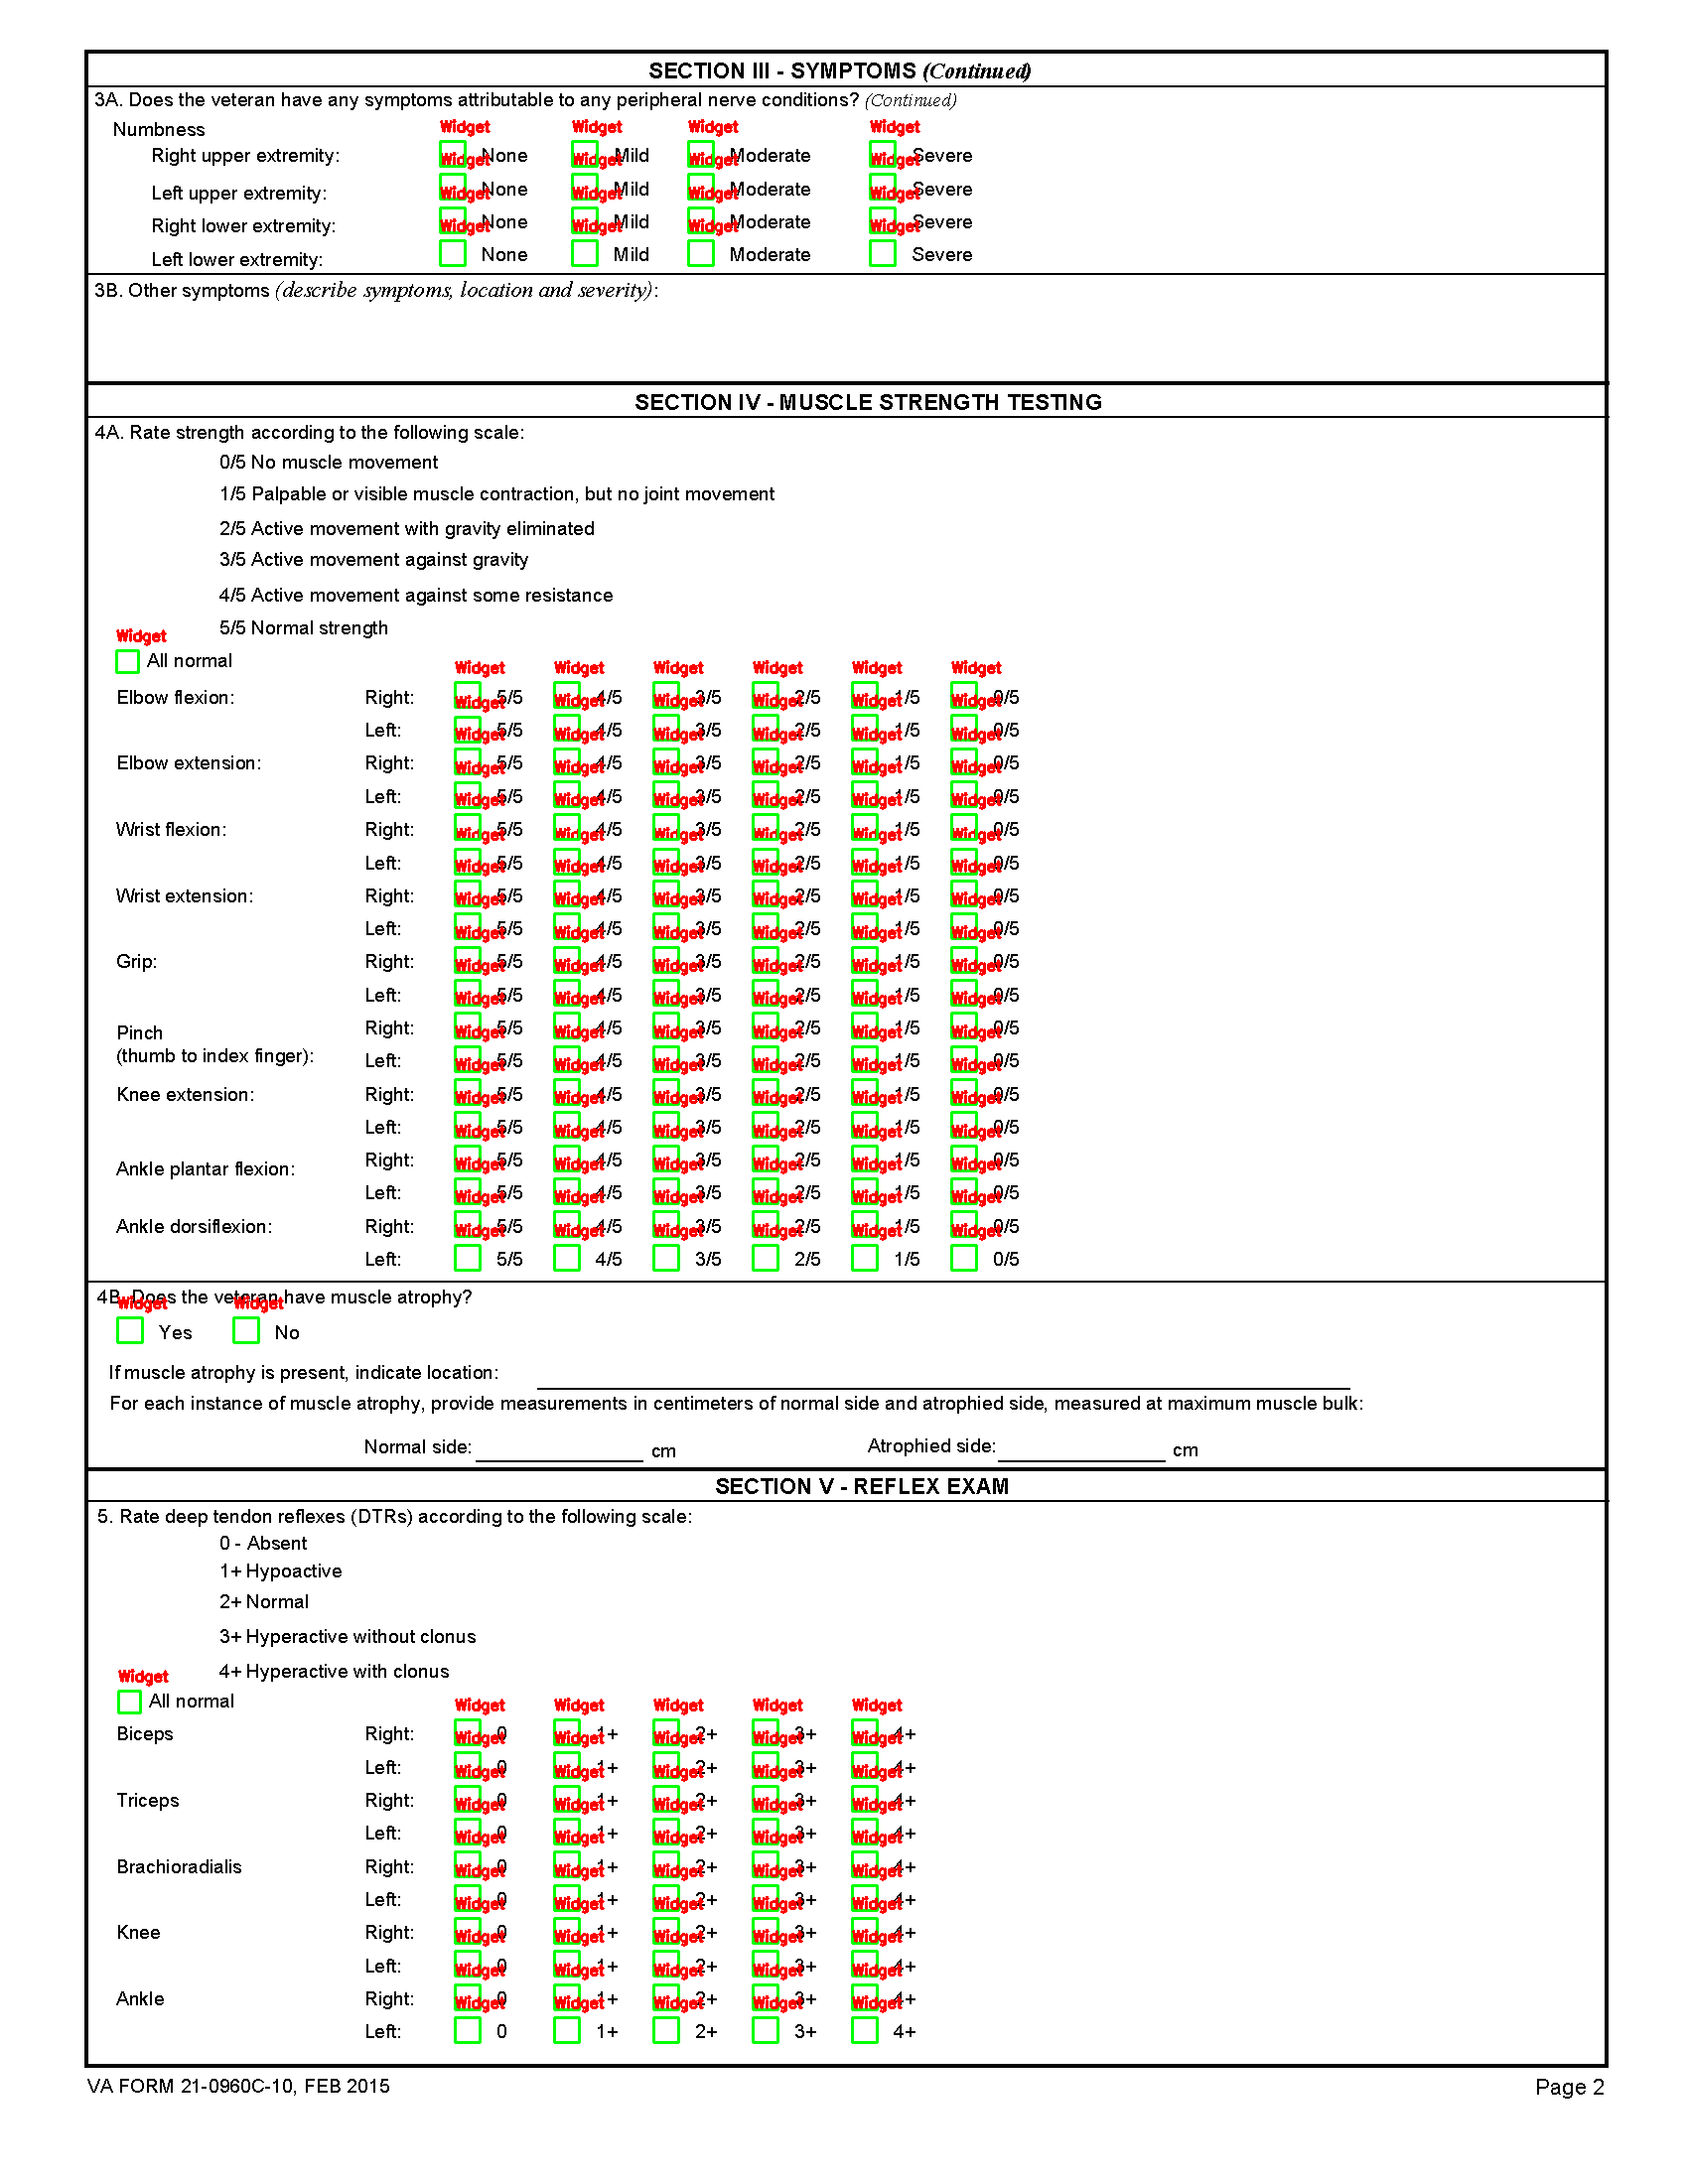 SECTION III - SYMPTOMS (Continued)
3A. Does the veteran have any symptoms attributable to any peripheral nerve conditions? (Continued)
Numbness
Widget Widget Widget Widget
Right upper extremity: None Mild Moderate Severe
Widget Widget Widget Widget
Left upper extremity: None Mild Moderate Severe
Widget Widget Widget Widget
Right lower extremity: None Mild Moderate Severe
Widget Widget Widget Widget
Left lower extremity: None Mild Moderate Severe
3B. Other symptoms (describe symptoms, location and severity):
SECTION IV - MUSCLE STRENGTH TESTING
4A. Rate strength according to the following scale:
0/5 No muscle movement
1/5 Palpable or visible muscle contraction, but no joint movement
2/5 Active movement with gravity eliminated
3/5 Active movement against gravity
4/5 Active movement against some resistance
5/5 Normal strength
Widget
All normal
Widget Widget Widget Widget Widget Widget
Elbow flexion: Right: 5/5 4/5 3/5 2/5 1/5 0/5
Widget Widget Widget Widget Widget Widget
Left: 5/5 4/5 3/5 2/5 1/5 0/5
Widget Widget Widget Widget Widget Widget
Elbow extension: Right: 5/5 4/5 3/5 2/5 1/5 0/5
Widget Widget Widget Widget Widget Widget
Left: 5/5 4/5 3/5 2/5 1/5 0/5
Widget Widget Widget Widget Widget Widget
Wrist flexion: Right: 5/5 4/5 3/5 2/5 1/5 0/5
Widget Widget Widget Widget Widget Widget
Left: 5/5 4/5 3/5 2/5 1/5 0/5
Widget Widget Widget Widget Widget Widget
Wrist extension: Right: 5/5 4/5 3/5 2/5 1/5 0/5
Widget Widget Widget Widget Widget Widget
Left: 5/5 4/5 3/5 2/5 1/5 0/5
Widget Widget Widget Widget Widget Widget
Grip: Right: 5/5 4/5 3/5 2/5 1/5 0/5
Widget Widget Widget Widget Widget Widget
Left: 5/5 4/5 3/5 2/5 1/5 0/5
Widget Widget Widget Widget Widget Widget
Pinch Right: 5/5 4/5 3/5 2/5 1/5 0/5
Widget Widget Widget Widget Widget Widget
(thumb to index finger): Left: 5/5 4/5 3/5 2/5 1/5 0/5
Widget Widget Widget Widget Widget Widget
Knee extension: Right: 5/5 4/5 3/5 2/5 1/5 0/5
Widget Widget Widget Widget Widget Widget
Left: 5/5 4/5 3/5 2/5 1/5 0/5
Widget Widget Widget Widget Widget Widget
Ankle plantar flexion: Right: 5/5 4/5 3/5 2/5 1/5 0/5
Widget Widget Widget Widget Widget Widget
Left: 5/5 4/5 3/5 2/5 1/5 0/5
Widget Widget Widget Widget Widget Widget
Ankle dorsiflexion: Right: 5/5 4/5 3/5 2/5 1/5 0/5
Widget Widget Widget Widget Widget Widget
Left: 5/5 4/5 3/5 2/5 1/5 0/5
4B. Does the veteran have muscle atrophy?
Widget Widget
Yes No
If muscle atrophy is present, indicate location:
For each instance of muscle atrophy, provide measurements in centimeters of normal side and atrophied side, measured at maximum muscle bulk:
Normal side: cm Atrophied side: cm
SECTION V - REFLEX EXAM
5. Rate deep tendon reflexes (DTRs) according to the following scale:
0 - Absent
1+ Hypoactive
2+ Normal
3+ Hyperactive without clonus
4+ Hyperactive with clonus
Widget
All normal
Widget Widget Widget Widget Widget
Biceps Right: 0 1+ 2+ 3+ 4+
Widget Widget Widget Widget Widget
Left: 0 1+ 2+ 3+ 4+
Widget Widget Widget Widget Widget
Triceps Right: 0 1+ 2+ 3+ 4+
Widget Widget Widget Widget Widget
Left: 0 1+ 2+ 3+ 4+
Widget Widget Widget Widget Widget
Brachioradialis Right: 0 1+ 2+ 3+ 4+
Widget Widget Widget Widget Widget
Left: 0 1+ 2+ 3+ 4+
Widget Widget Widget Widget Widget
Knee Right: 0 1+ 2+ 3+ 4+
Widget Widget Widget Widget Widget
Left: 0 1+ 2+ 3+ 4+
Widget Widget Widget Widget Widget
Ankle Right: 0 1+ 2+ 3+ 4+
Widget Widget Widget Widget Widget
Left: 0 1+ 2+ 3+ 4+
VA FORM 21-0960C-10, FEB 2015 Page 2